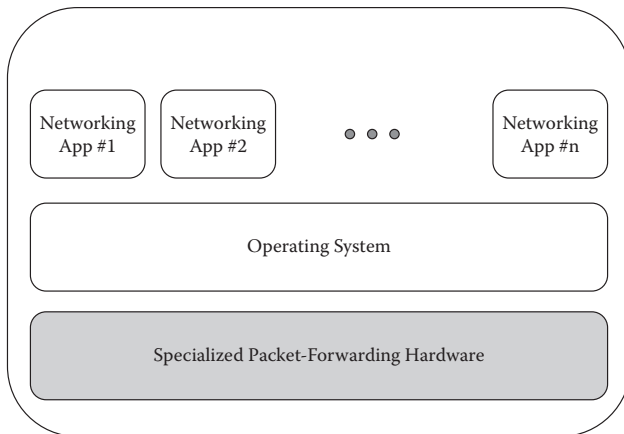 Networking
App #1
Networking
App #2
Networking
App #n
Operating System
Specialized Packet-Forwarding Hardware